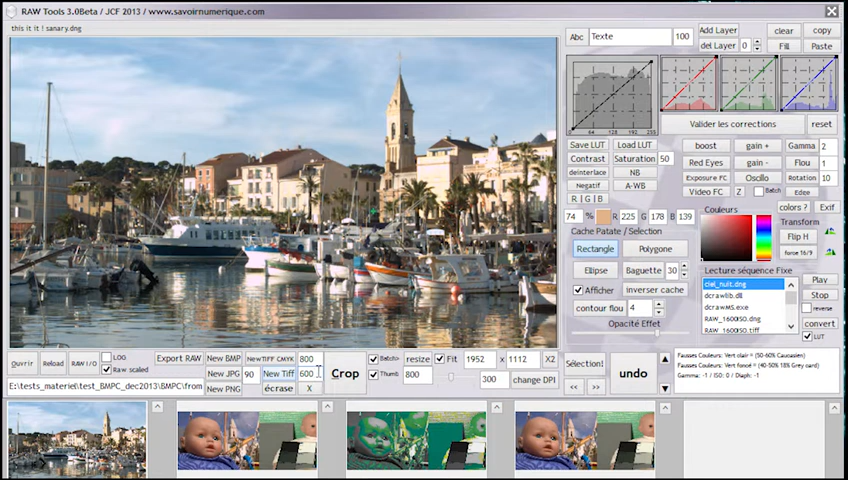 RAW Tools 3.0Beta / JCF 2013 / www.savoirnumerique.com
this it it ! sanary.dng
Abc Texte 100 Add Layer clear copy
del Layer 0 Fill Paste
0 64 128 192 255
Valider les corrections reset
Save LUT Load LUT boost gain + Gamma 2
Contrast Saturation 50 Red Eyes gain - Flou 1
deinterlace NB Exposure FC Oscillo Rotation 10
Negatif A-WB Video FC Z Batch Edge
R | G | B colors ? Exif
74 % R 225 G 178 B 139 Couleurs Transform
Cache Patate / Selection Flip H
Rectangle Polygone force 16/9
Ellipse Baguette 30 Lecture séquence Fixe
Afficher inverser cache ciel_nuit.dng Play
dcrawlib.dll Stop
contour flou 4 dcrawMS.exe reverse
RAW_1600ISO.dng convert
Opacité Effet RAW_1600ISO.tiff LUT
Ouvrir Reload RAW I/O LOG Export RAW New BMP New TIFF CMYK 800 Crop Batch> resize Fit 1952 x 1112 X2 Sélection! undo
Raw scaled New JPG 90 New Tiff 600 Thumb 800 300 change DPI
E:\tests_materiel\test_BMPC_dec2013\BMPC\from New PNG écrase X << >>
Fausses Couleurs: Vert clair = (50-60% Caucasien)
Fausses Couleurs: Vert foncé = (40-50% 18% Grey card)
Gamma: -1 / ISO: 0 / Diaph: -1